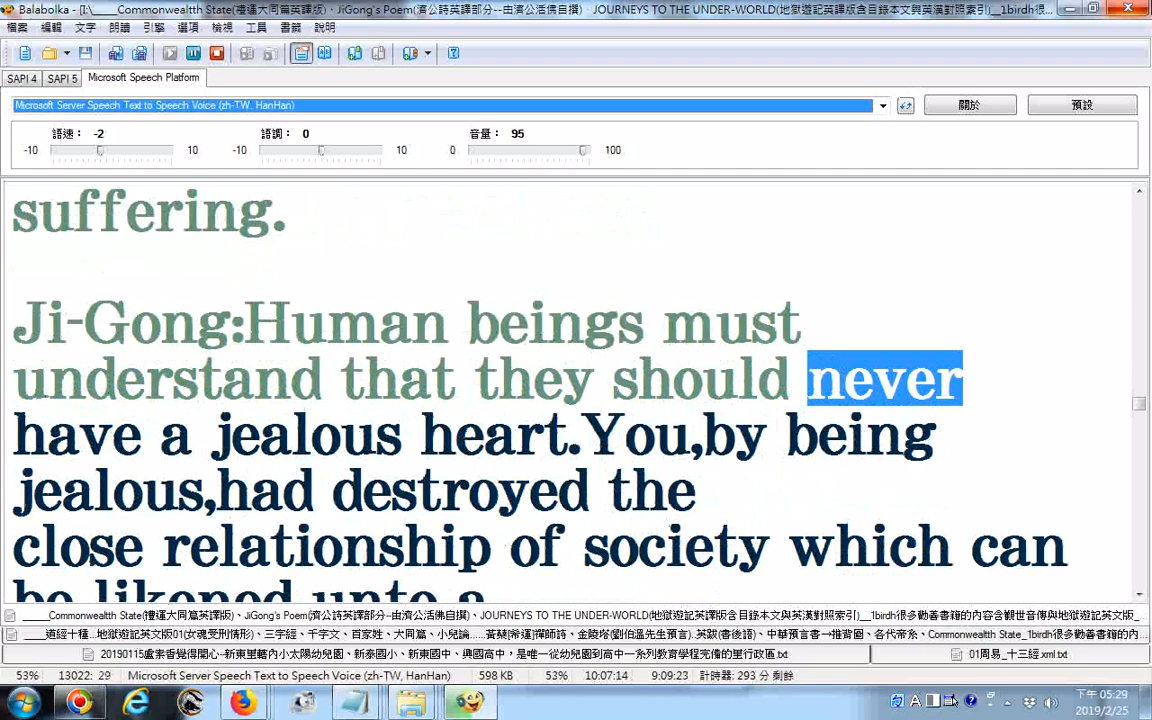 Balabolka - [I:\_____Commonwealtth State(禮運大同篇英譯版)、JiGong's Poem(濟公詩英譯部分--由濟公活佛自撰)、JOURNEYS TO THE UNDER-WORLD(地獄遊記英譯版含目錄本文與英漢對照索引)__1birdh很...
檔案 編輯 文字 朗讀 引擎 選項 檢視 工具 書籤 說明
SAPI 4 SAPI 5 Microsoft Speech Platform
Microsoft Server Speech Text to Speech Voice (zh-TW, HanHan) 關於 預設
語速： -2 語調： 0 音量： 95
-10 10 -10 10 0 100
suffering.
Ji-Gong:Human beings must
understand that they should never
have a jealous heart.You,by being
jealous,had destroyed the
close relationship of society which can
be likened unto a
____Commonwealtth State(禮運大同篇英譯版)、JiGong's Poem(濟公詩英譯部分--由濟公活佛自撰)、JOURNEYS TO THE UNDER-WORLD(地獄遊記英譯版含目錄本文與英漢對照索引)__1birdh很多勸善書籍的內容含觀世音傳與地獄遊記英文版_
20190115盧素香覺得開心--新東里轄內小太陽幼兒園、新泰國小、新東國中、興國高中，是唯一從幼兒園到高中一系列教育學程完備的里行政區.txt 01周易_十三經.xml.txt
53% 13022: 29 Microsoft Server Speech Text to Speech Voice (zh-TW, HanHan) 598 KB 53% 10:07:14 9:09:23 計時器: 293 分 剩餘
下午 05:29
2019/2/25